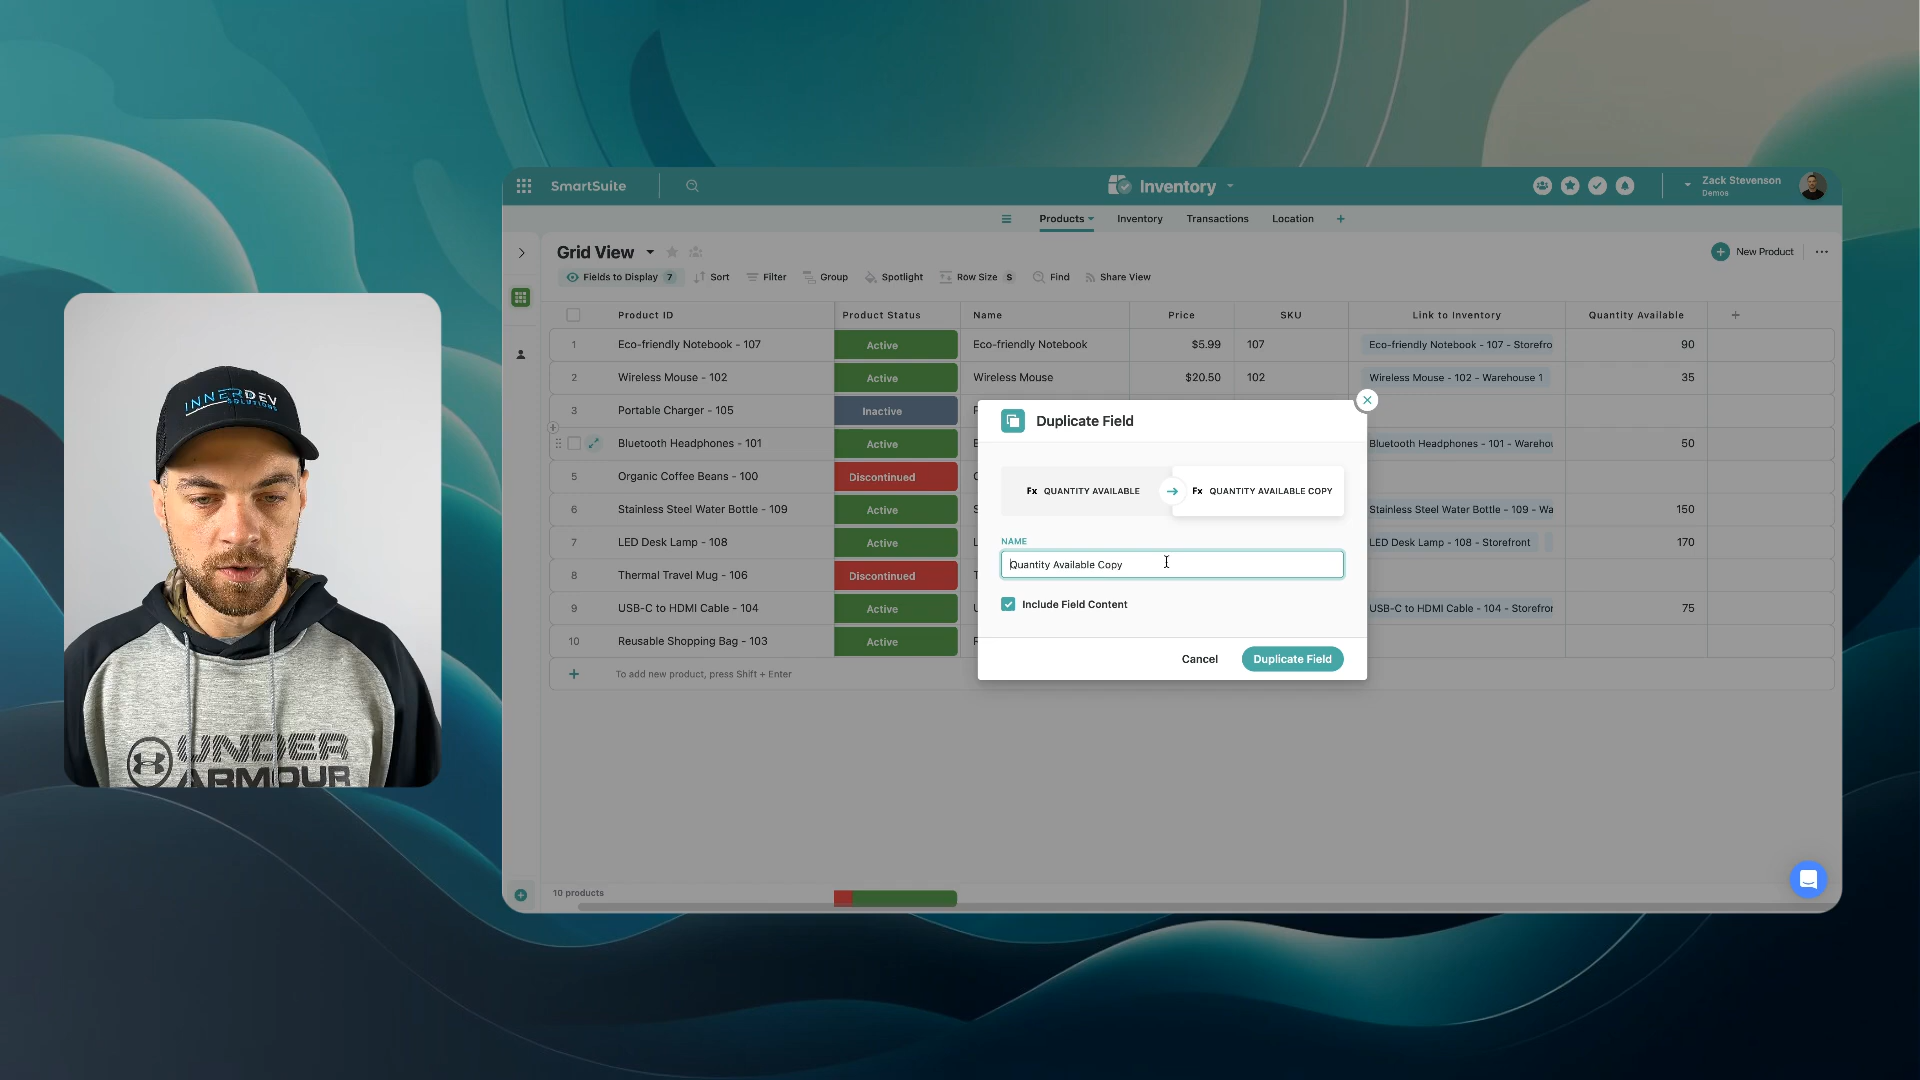 SmartSuite
Inventory
Zack Stevenson
Demos
Products
Inventory
Transactions
Location
Grid View
New Product
Fields to Display 7
Sort
Filter
Group
Spotlight
Row Size S
Find
Share View
Product ID
Product Status
Name
Price
SKU
Link to Inventory
Quantity Available
1 Eco-friendly Notebook - 107 Active Eco-friendly Notebook $5.99 107 Eco-friendly Notebook - 107 - Storefro 90
2 Wireless Mouse - 102 Active Wireless Mouse $20.50 102 Wireless Mouse - 102 - Warehouse 1 35
3 Portable Charger - 105 Inactive
Bluetooth Headphones - 101 Active Bluetooth Headphones - 101 - Warehou 50
5 Organic Coffee Beans - 100 Discontinued
6 Stainless Steel Water Bottle - 109 Active Stainless Steel Water Bottle - 109 - Wa 150
7 LED Desk Lamp - 108 Active LED Desk Lamp - 108 - Storefront 170
8 Thermal Travel Mug - 106 Discontinued
9 USB-C to HDMI Cable - 104 Active USB-C to HDMI Cable - 104 - Storefror 75
10 Reusable Shopping Bag - 103 Active
To add new product, press Shift + Enter
10 products
Duplicate Field
Fx QUANTITY AVAILABLE
Fx QUANTITY AVAILABLE COPY
NAME
Quantity Available Copy
Include Field Content
Cancel
Duplicate Field
INNERDEV
SOLUTIONS
UNDER
ARMOUR